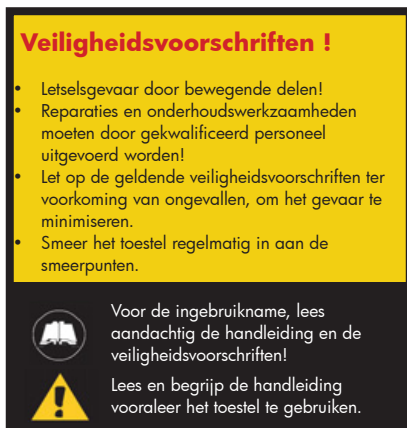 Veiligheidsvoorschriften !
• Letselsgevaar door bewegende delen!
• Reparaties en onderhoudswerkzaamheden
moeten door gekwalificeerd personeel
uitgevoerd worden!
• Let op de geldende veiligheidsvoorschriften ter
voorkoming van ongevallen, om het gevaar te
minimiseren.
• Smeer het toestel regelmatig in aan de
smeerpunten.
Voor de ingebruikname, lees
aandachtig de handleiding en de
veiligheidsvoorschriften!
Lees en begrijp de handleiding
vooraleer het toestel te gebruiken.